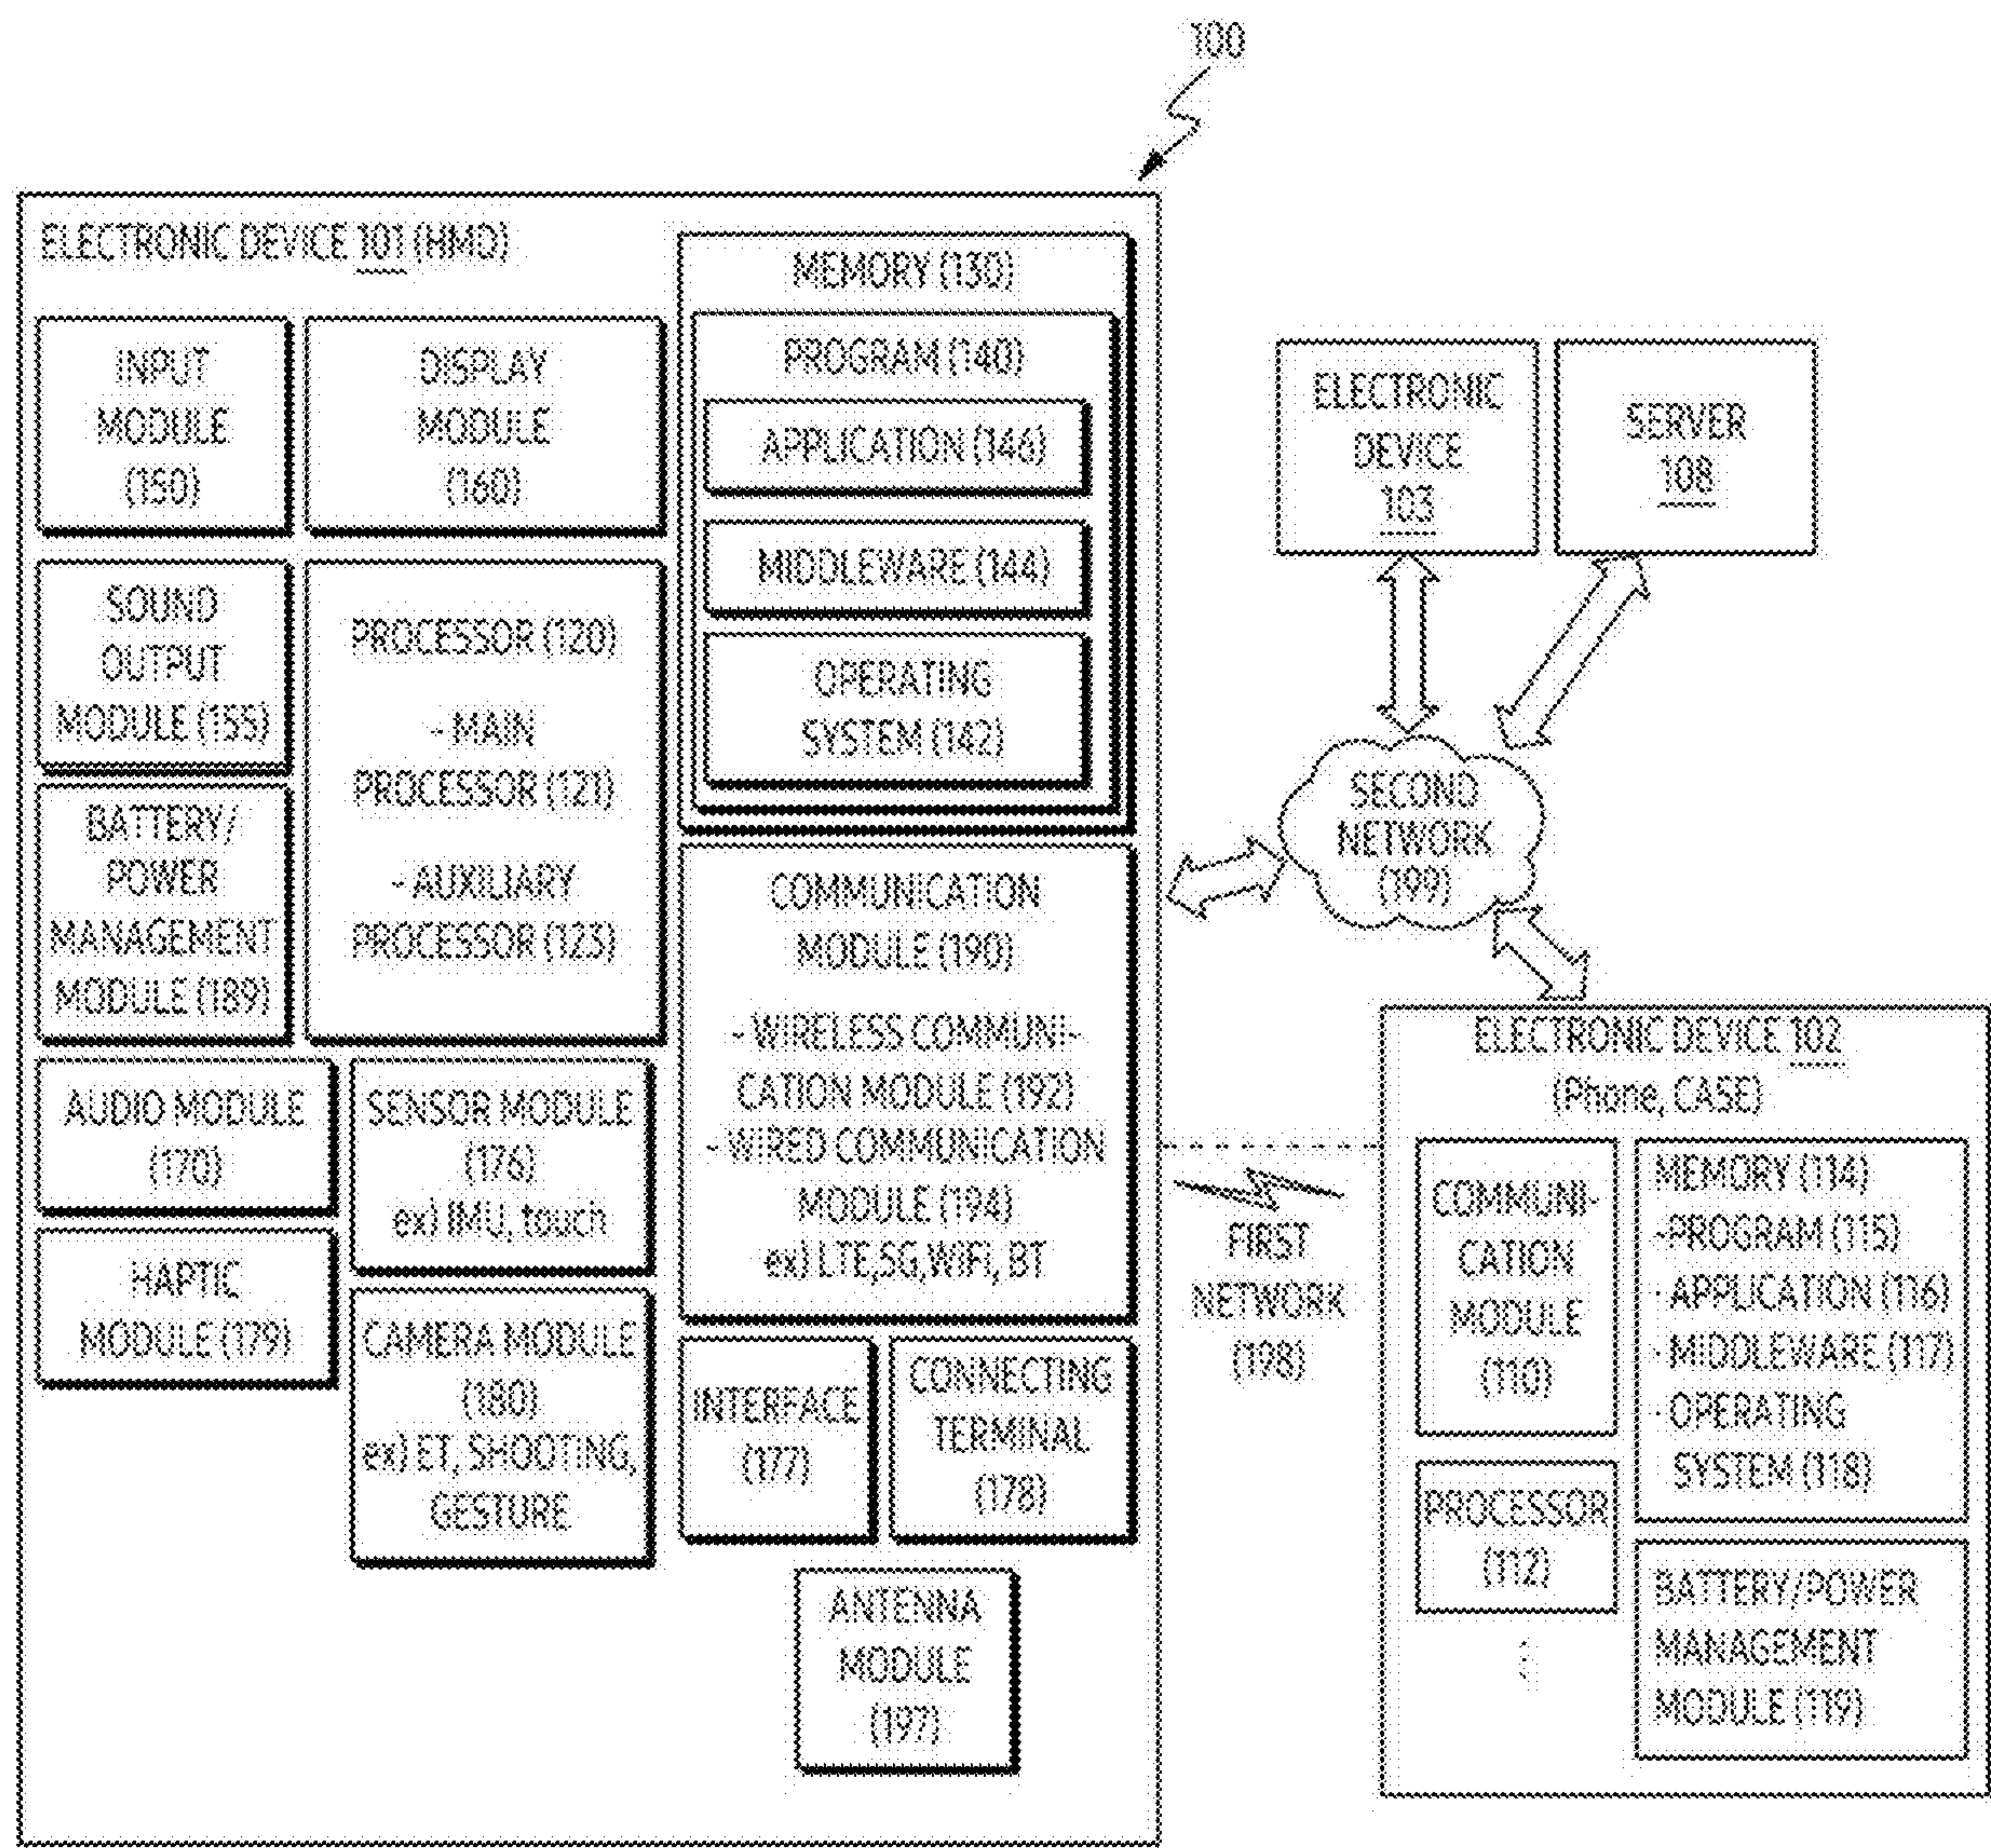 100
ELECTRONIC DEVICE 101 (HMD)
INPUT
MODULE
(150)
DISPLAY
MODULE
(160)
SOUND
OUTPUT
MODULE (155)
PROCESSOR (120)
- MAIN
PROCESSOR (121)
- AUXILIARY
PROCESSOR (123)
BATTERY/
POWER
MANAGEMENT
MODULE (189)
AUDIO MODULE
(170)
HAPTIC
MODULE (179)
SENSOR MODULE
(176)
ex) IMU, touch
CAMERA MODULE
(180)
ex) ET, SHOOTING,
GESTURE
MEMORY (130)
PROGRAM (140)
APPLICATION (146)
MIDDLEWARE (144)
OPERATING
SYSTEM (142)
COMMUNICATION
MODULE (190)
- WIRELESS COMMUNI-
CATION MODULE (192)
- WIRED COMMUNICATION
MODULE (194)
ex) LTE,5G,WiFi, BT
INTERFACE
(177)
CONNECTING
TERMINAL
(178)
ANTENNA
MODULE
(197)
ELECTRONIC
DEVICE
103
SERVER
108
SECOND
NETWORK
(199)
FIRST
NETWORK
(198)
ELECTRONIC DEVICE 102
(Phone, CASE)
COMMUNI-
CATION
MODULE
(110)
PROCESSOR
(112)
MEMORY (114)
-PROGRAM (115)
· APPLICATION (116)
· MIDDLEWARE (117)
· OPERATING
SYSTEM (118)
BATTERY/POWER
MANAGEMENT
MODULE (119)